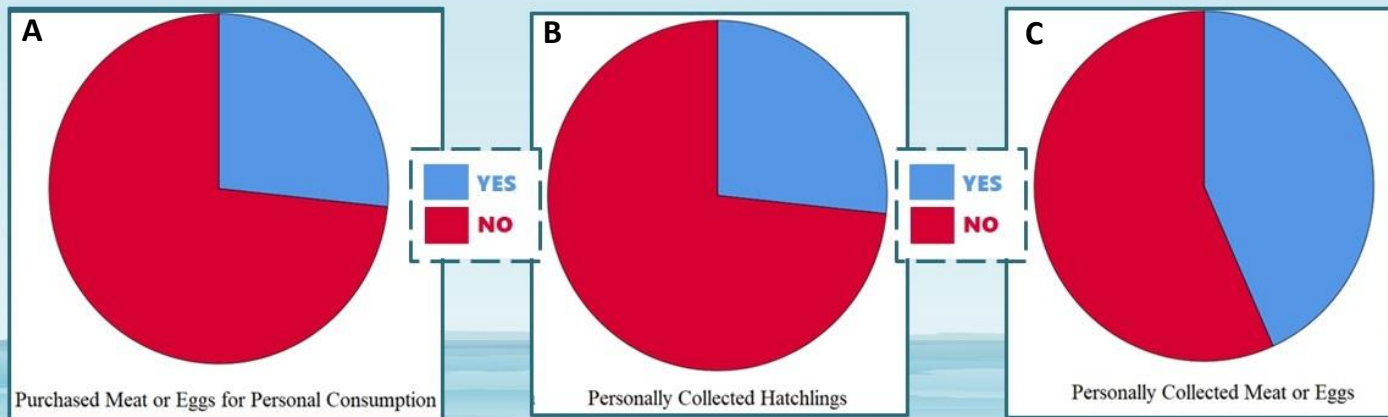 A
B
C
YES
NO
YES
NO
Purchased Meat or Eggs for Personal Consumption
Personally Collected Hatchlings
Personally Collected Meat or Eggs